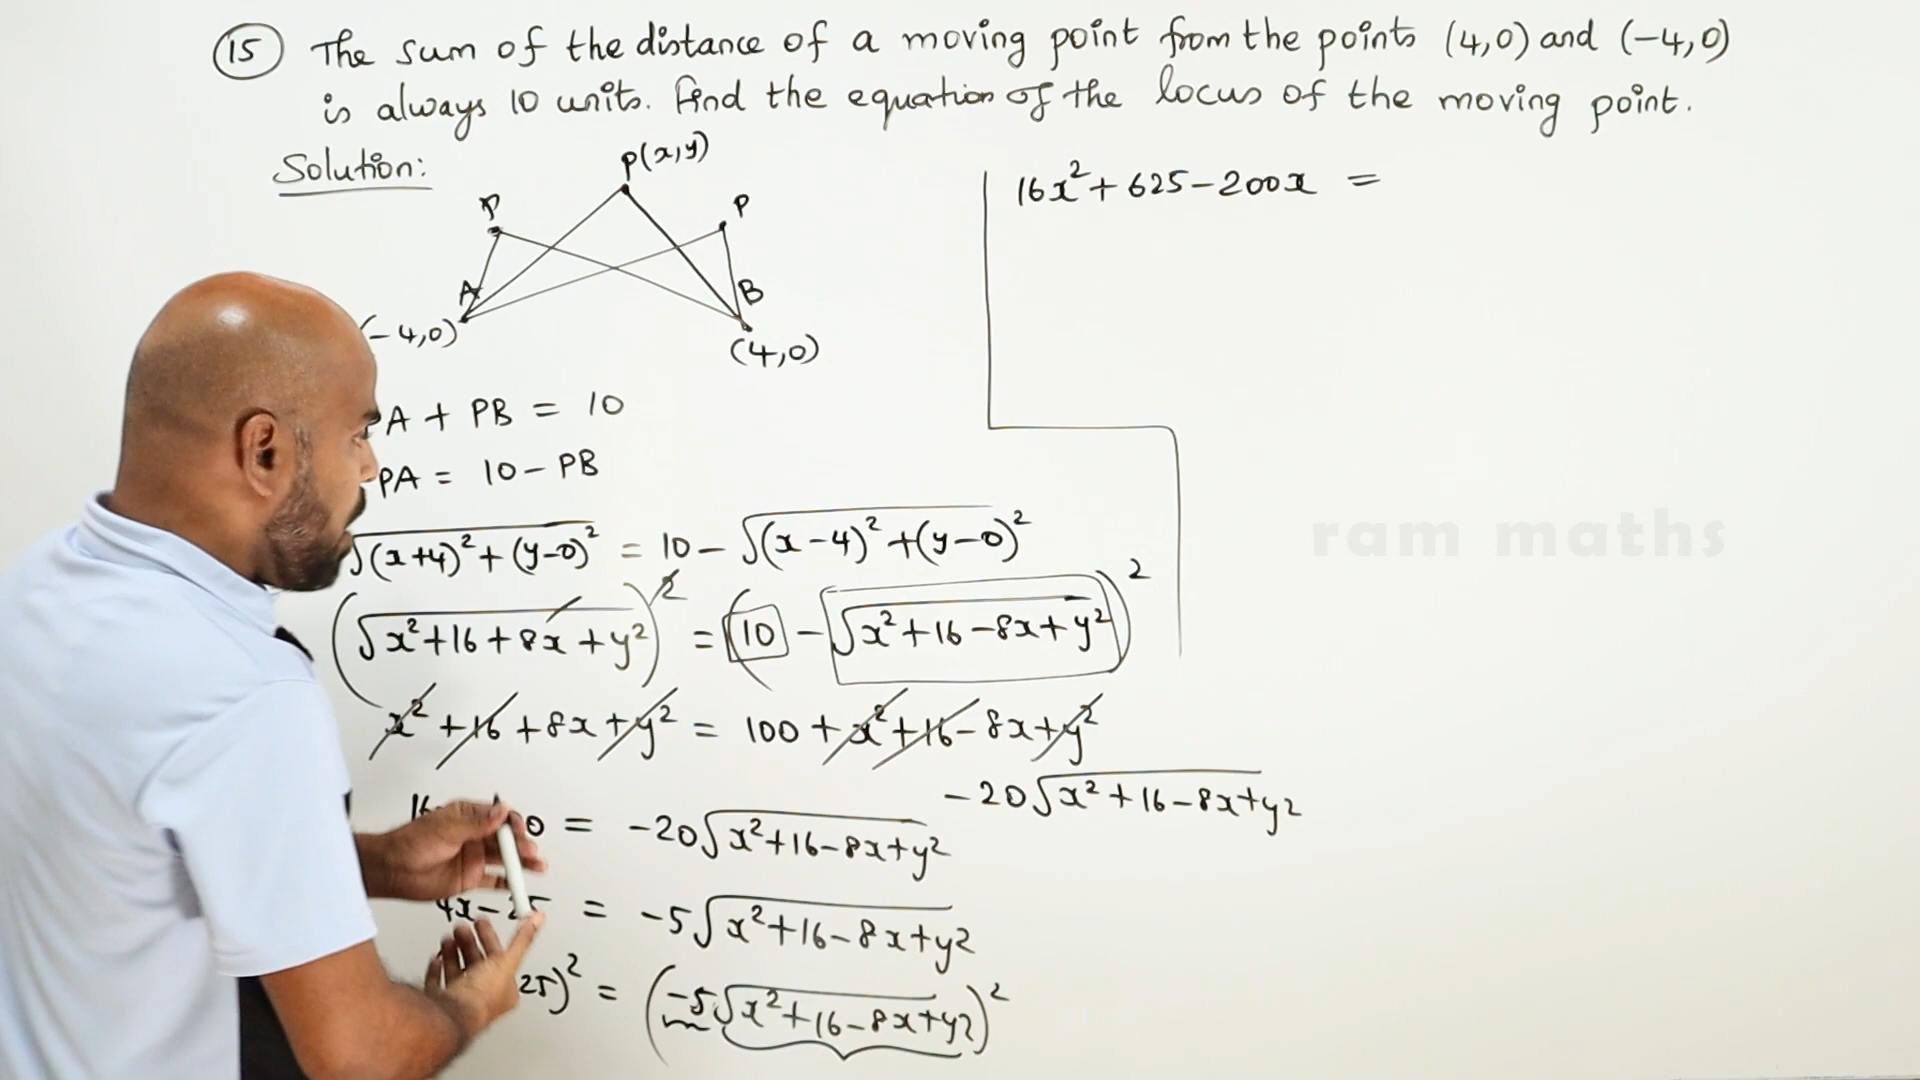 15 The sum of the distance of a moving point from the points (4,0) and (-4,0)
is always 10 units. Find the equation of the locus of the moving point.
Solution:
P(x,y)
P
P
A
B
(-4,0)
(4,0)
PA + PB = 10
PA = 10 - PB
√(x+4)² + (y-0)² = 10 - √(x-4)² + (y-0)²
(√x²+16+8x+y²)² = (10 - √x²+16-8x+y²)²
x²+16+8x+y² = 100 + x²+16-8x+y²
-20√x²+16-8x+y²
= -20√x²+16-8x+y²
4x-25 = -5√x²+16-8x+y²
25)² = (-5√x²+16-8x+y²)²
16x²+625-200x =
ram maths